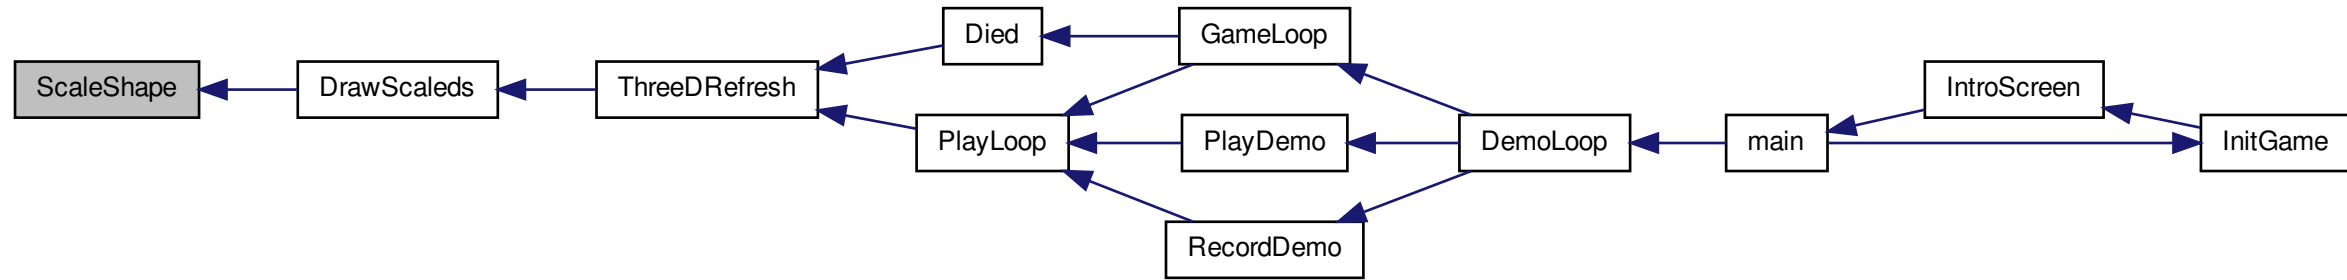 ScaleShape
DrawScaleds
ThreeDRefresh
Died
PlayLoop
GameLoop
PlayDemo
RecordDemo
DemoLoop
main
IntroScreen
InitGame